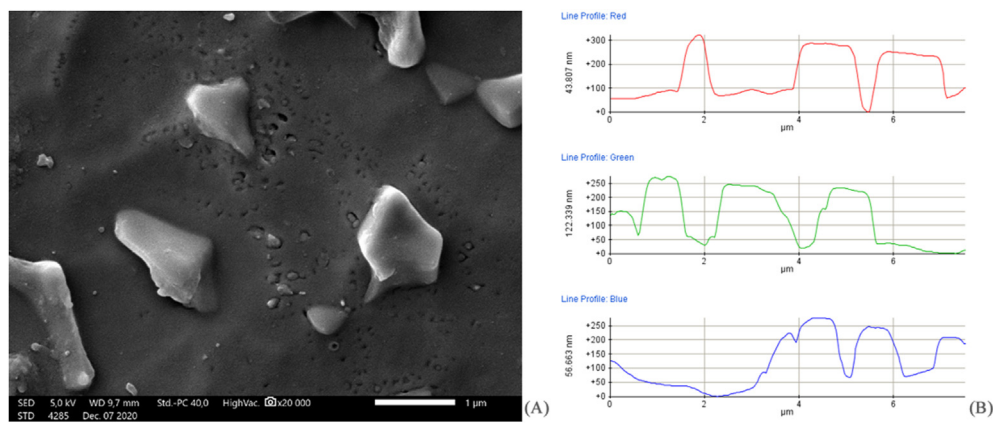 SED 5,0 kV WD 9,7 mm Std.-PC 40,0 HighVac. x20 000 1 µm
STD 4285 Dec. 07 2020
(A)
Line Profile: Red
43.807 nm
+300
+200
+100
+0
0 2 4 6
µm
Line Profile: Green
122.339 nm
+250
+200
+150
+100
+50
+0
0 2 4 6
µm
Line Profile: Blue
56.663 nm
+250
+200
+150
+100
+50
+0
0 2 4 6
µm
(B)